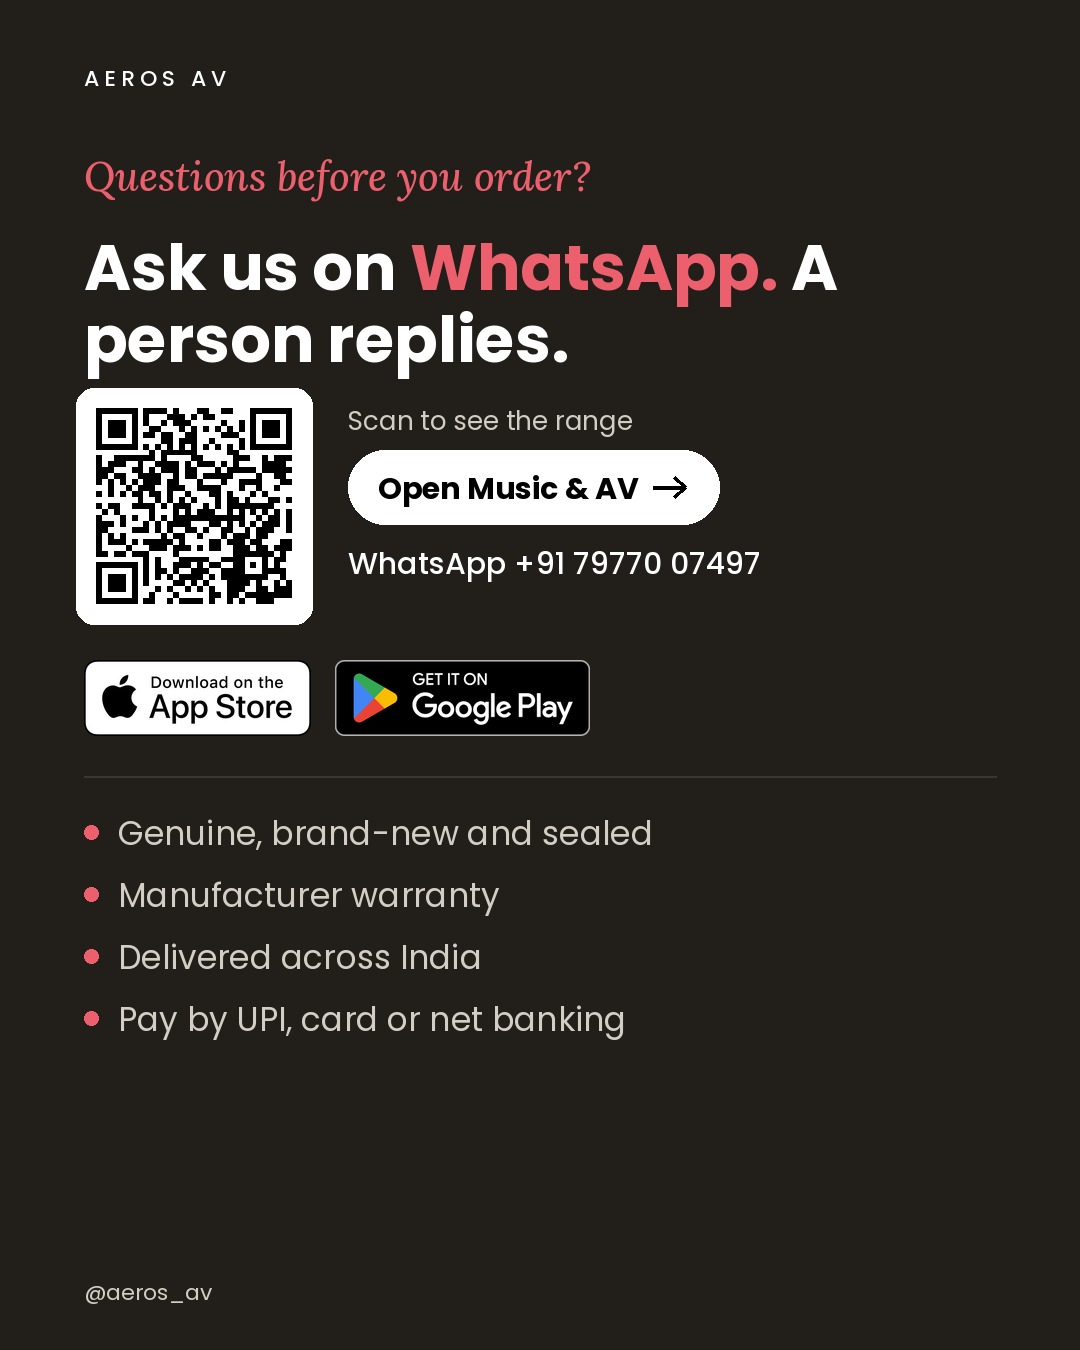 AEROS AV
Questions before you order?
Ask us on WhatsApp. A
person replies.
Scan to see the range
Open Music & AV →
WhatsApp +91 79770 07497
Download on the
App Store
GET IT ON
Google Play
Genuine, brand-new and sealed
Manufacturer warranty
Delivered across India
Pay by UPI, card or net banking
@aeros_av